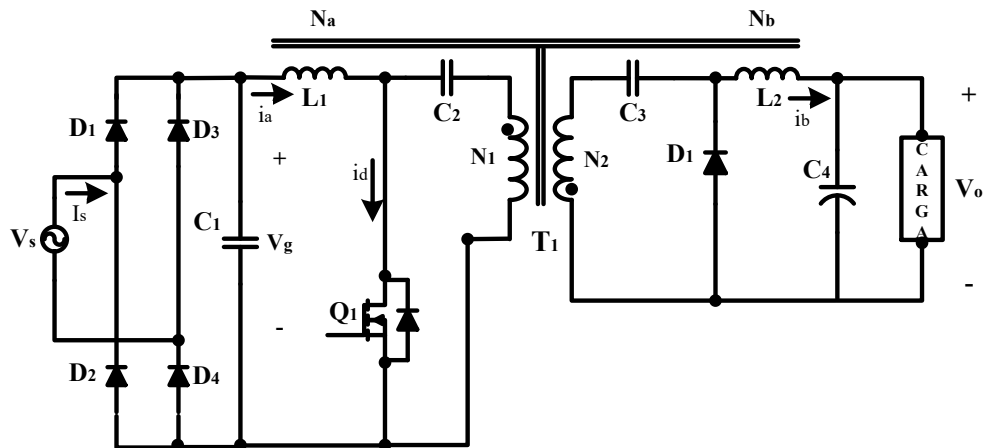 Na
Nb
L1
ia
C2
C3
L2
ib
D1
D3
+
id
N1
N2
D1
C4
CARGA
+
Vo
-
Is
Vs
C1
Vg
T1
-
Q1
D2
D4